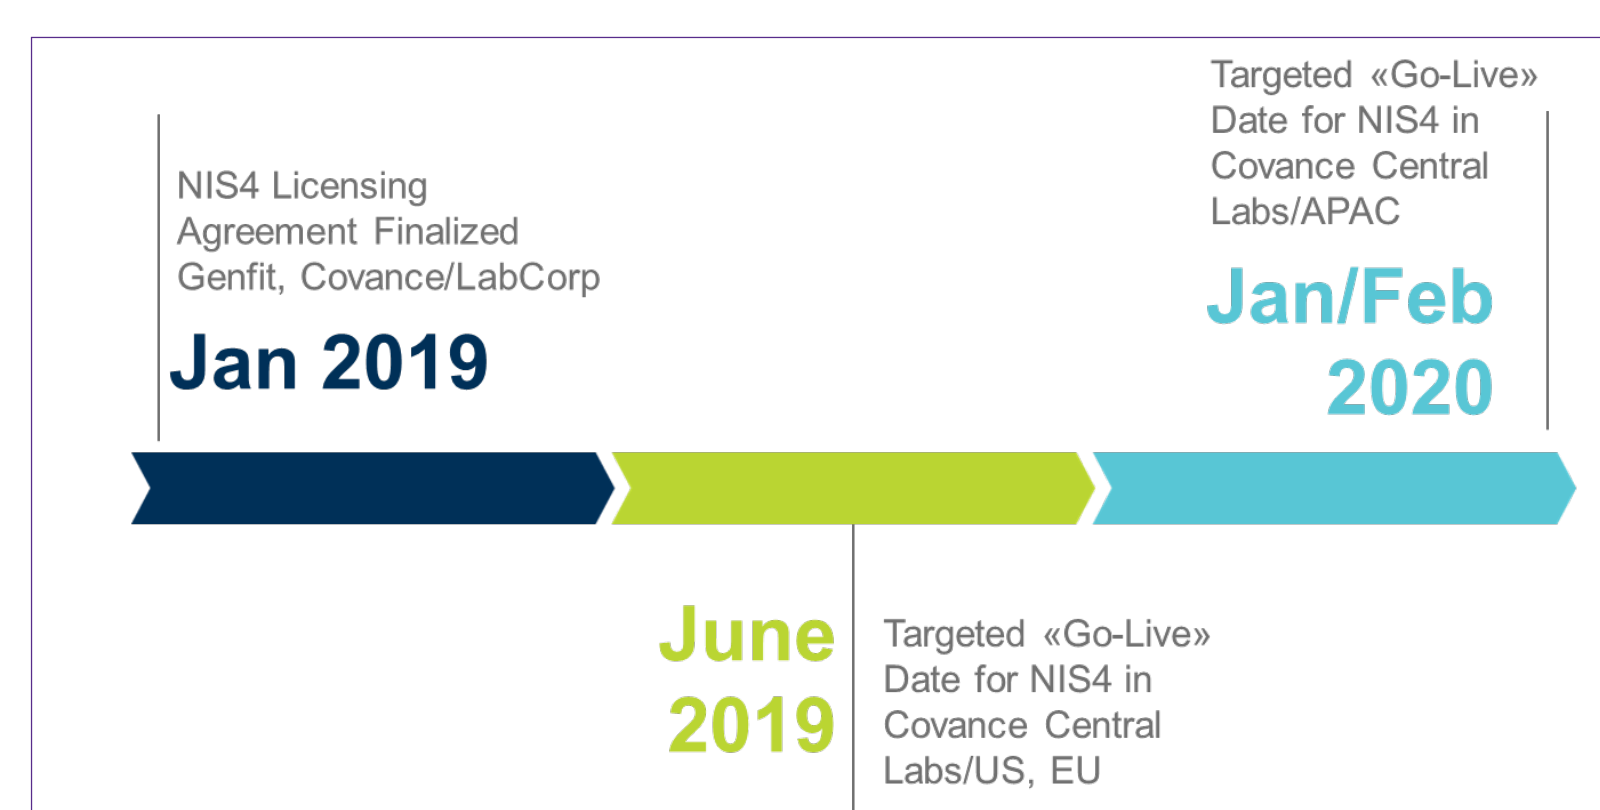 NIS4 Licensing
Agreement Finalized
Genfit, Covance/LabCorp
Jan 2019
June
2019
Targeted «Go-Live»
Date for NIS4 in
Covance Central
Labs/US, EU
Targeted «Go-Live»
Date for NIS4 in
Covance Central
Labs/APAC
Jan/Feb
2020